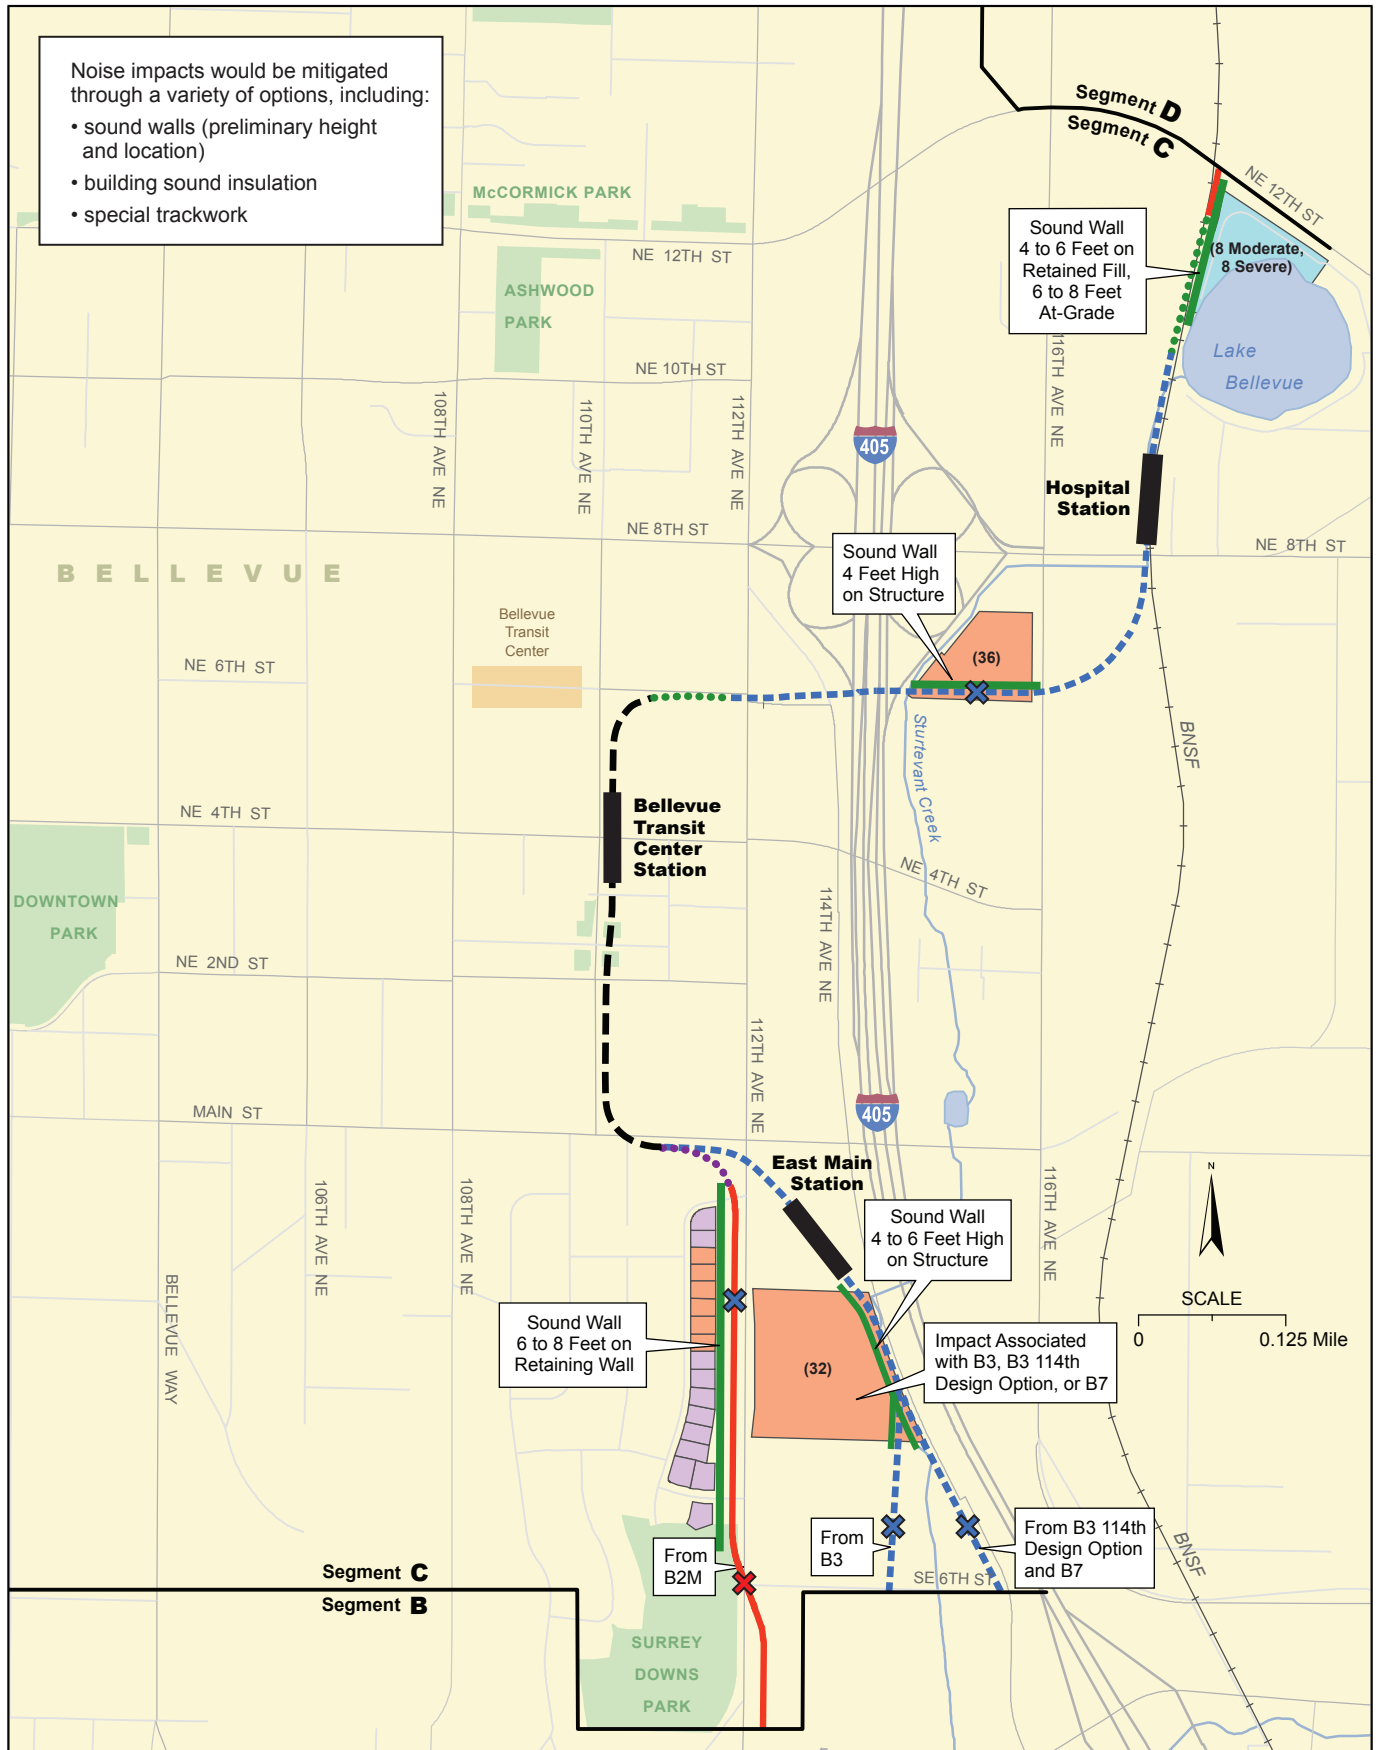 Noise impacts would be mitigated
through a variety of options, including:
• sound walls (preliminary height
and location)
• building sound insulation
• special trackwork
Segment D
Segment C
NE 12TH ST
McCORMICK PARK
NE 12TH ST
ASHWOOD
PARK
Sound Wall
4 to 6 Feet on
Retained Fill,
6 to 8 Feet
At-Grade
(8 Moderate,
8 Severe)
Lake
Bellevue
NE 10TH ST
108TH AVE NE
110TH AVE NE
112TH AVE NE
116TH AVE NE
405
Hospital
Station
NE 8TH ST
NE 8TH ST
BELLEVUE
Sound Wall
4 Feet High
on Structure
Bellevue
Transit
Center
(36)
NE 6TH ST
Sturtevant Creek
BNSF
NE 4TH ST
Bellevue
Transit
Center
Station
NE 4TH ST
114TH AVE NE
DOWNTOWN
PARK
NE 2ND ST
112TH AVE NE
MAIN ST
405
East Main
Station
106TH AVE NE
108TH AVE NE
116TH AVE NE
N
Sound Wall
4 to 6 Feet High
on Structure
BELLEVUE WAY
SCALE
0
0.125 Mile
Sound Wall
6 to 8 Feet on
Retaining Wall
(32)
Impact Associated
with B3, B3 114th
Design Option, or B7
From
B2M
From
B3
From B3 114th
Design Option
and B7
BNSF
SE 6TH ST
Segment C
Segment B
SURREY
DOWNS
PARK